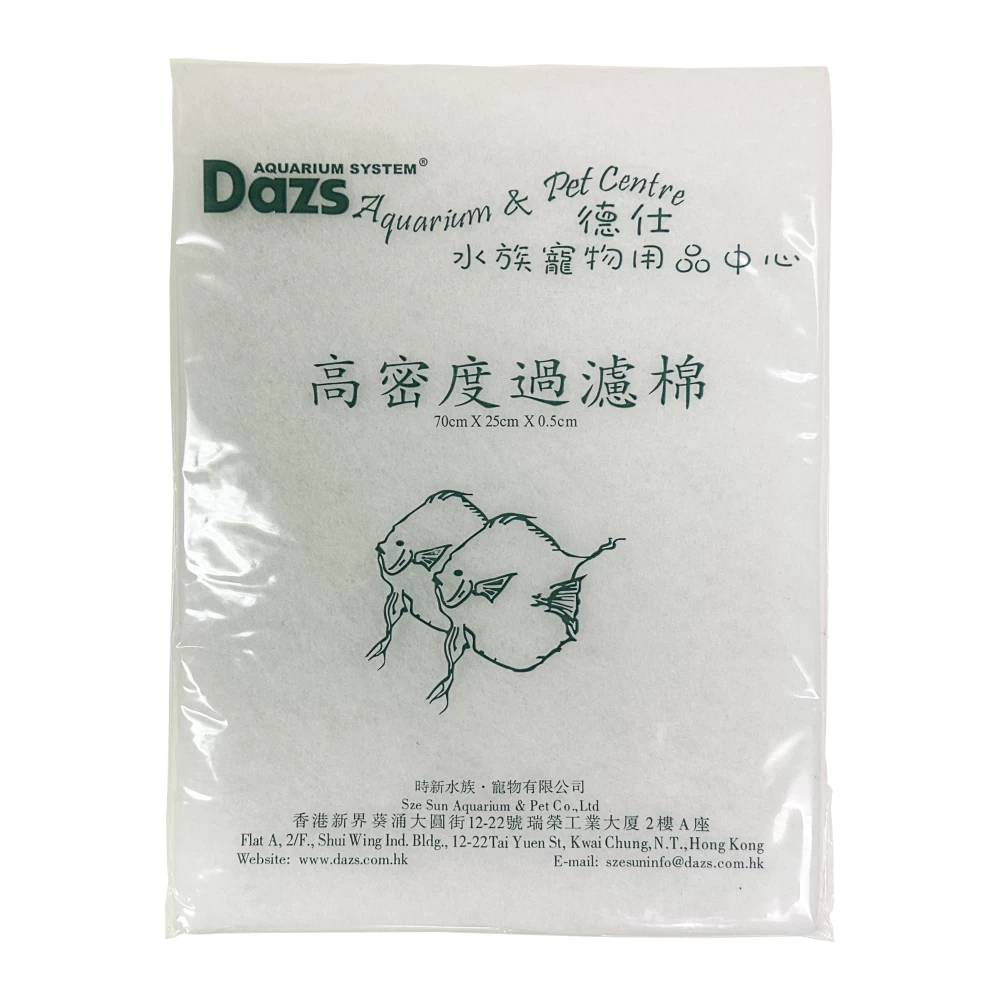 AQUARIUM SYSTEM®
Dazs Aquarium & Pet Centre
德仕
水族寵物用品中心
高密度過濾棉
70cm X 25cm X 0.5cm
時新水族·寵物有限公司
Sze Sun Aquarium & Pet Co.,Ltd
香港新界葵涌大圓街12-22號瑞榮工業大廈2樓A座
Flat A, 2/F., Shui Wing Ind. Bldg., 12-22Tai Yuen St, Kwai Chung, N.T., Hong Kong
Website: www.dazs.com.hk E-mail: szesuninfo@dazs.com.hk